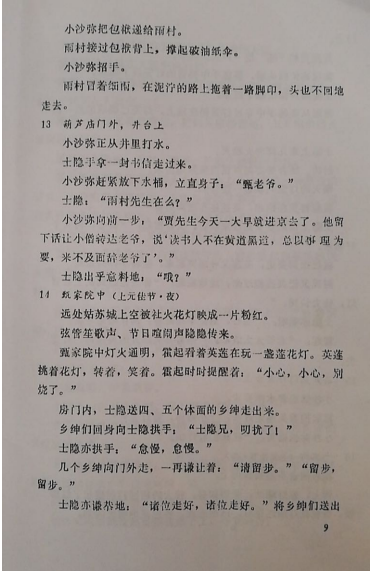 小沙弥把包揪递给雨村。
雨村接过包揪背上，撑起破油纸伞。
小沙弥招手。
雨村冒着细雨，在泥泞的路上拖着一路脚印，头也不回地
走去。
13 葫芦庙门外，井台上
小沙弥正从井里打水。
士隐手拿一封书信走过来。
小沙弥赶紧放下水桶，立直身子：“甄老爷。”
士隐：“雨村先生在么？”
小沙弥向前一步：“贾先生今天一大早就进京去了。他留
下话让小僧转达老爷，说‘读书人不在黄道黑道，总以事理为
要，来不及面辞老爷了’。”
士隐出乎意料地：“哦？”
14 甄家院中（上元佳节·夜）
远处姑苏城上空被社火花灯映成一片粉红。
弦管笙歌声、节日喧闹声隐隐传来。
甄家院中灯火通明，霍起看着英莲在玩一盏莲花灯。英莲
挑着花灯，转着，笑着。霍起时时提醒着：“小心，小心，别
烧了。”
房门内，士隐送四、五个体面的乡绅走出来。
乡绅们回身向士隐拱手：“士隐兄，叨扰了！”
士隐亦拱手：“怠慢，怠慢。”
几个乡绅向门外走，一再谦让着：“请留步。”“留步，
留步。”
士隐亦谦恭地：“诸位走好，诸位走好。”将乡绅们送出
9